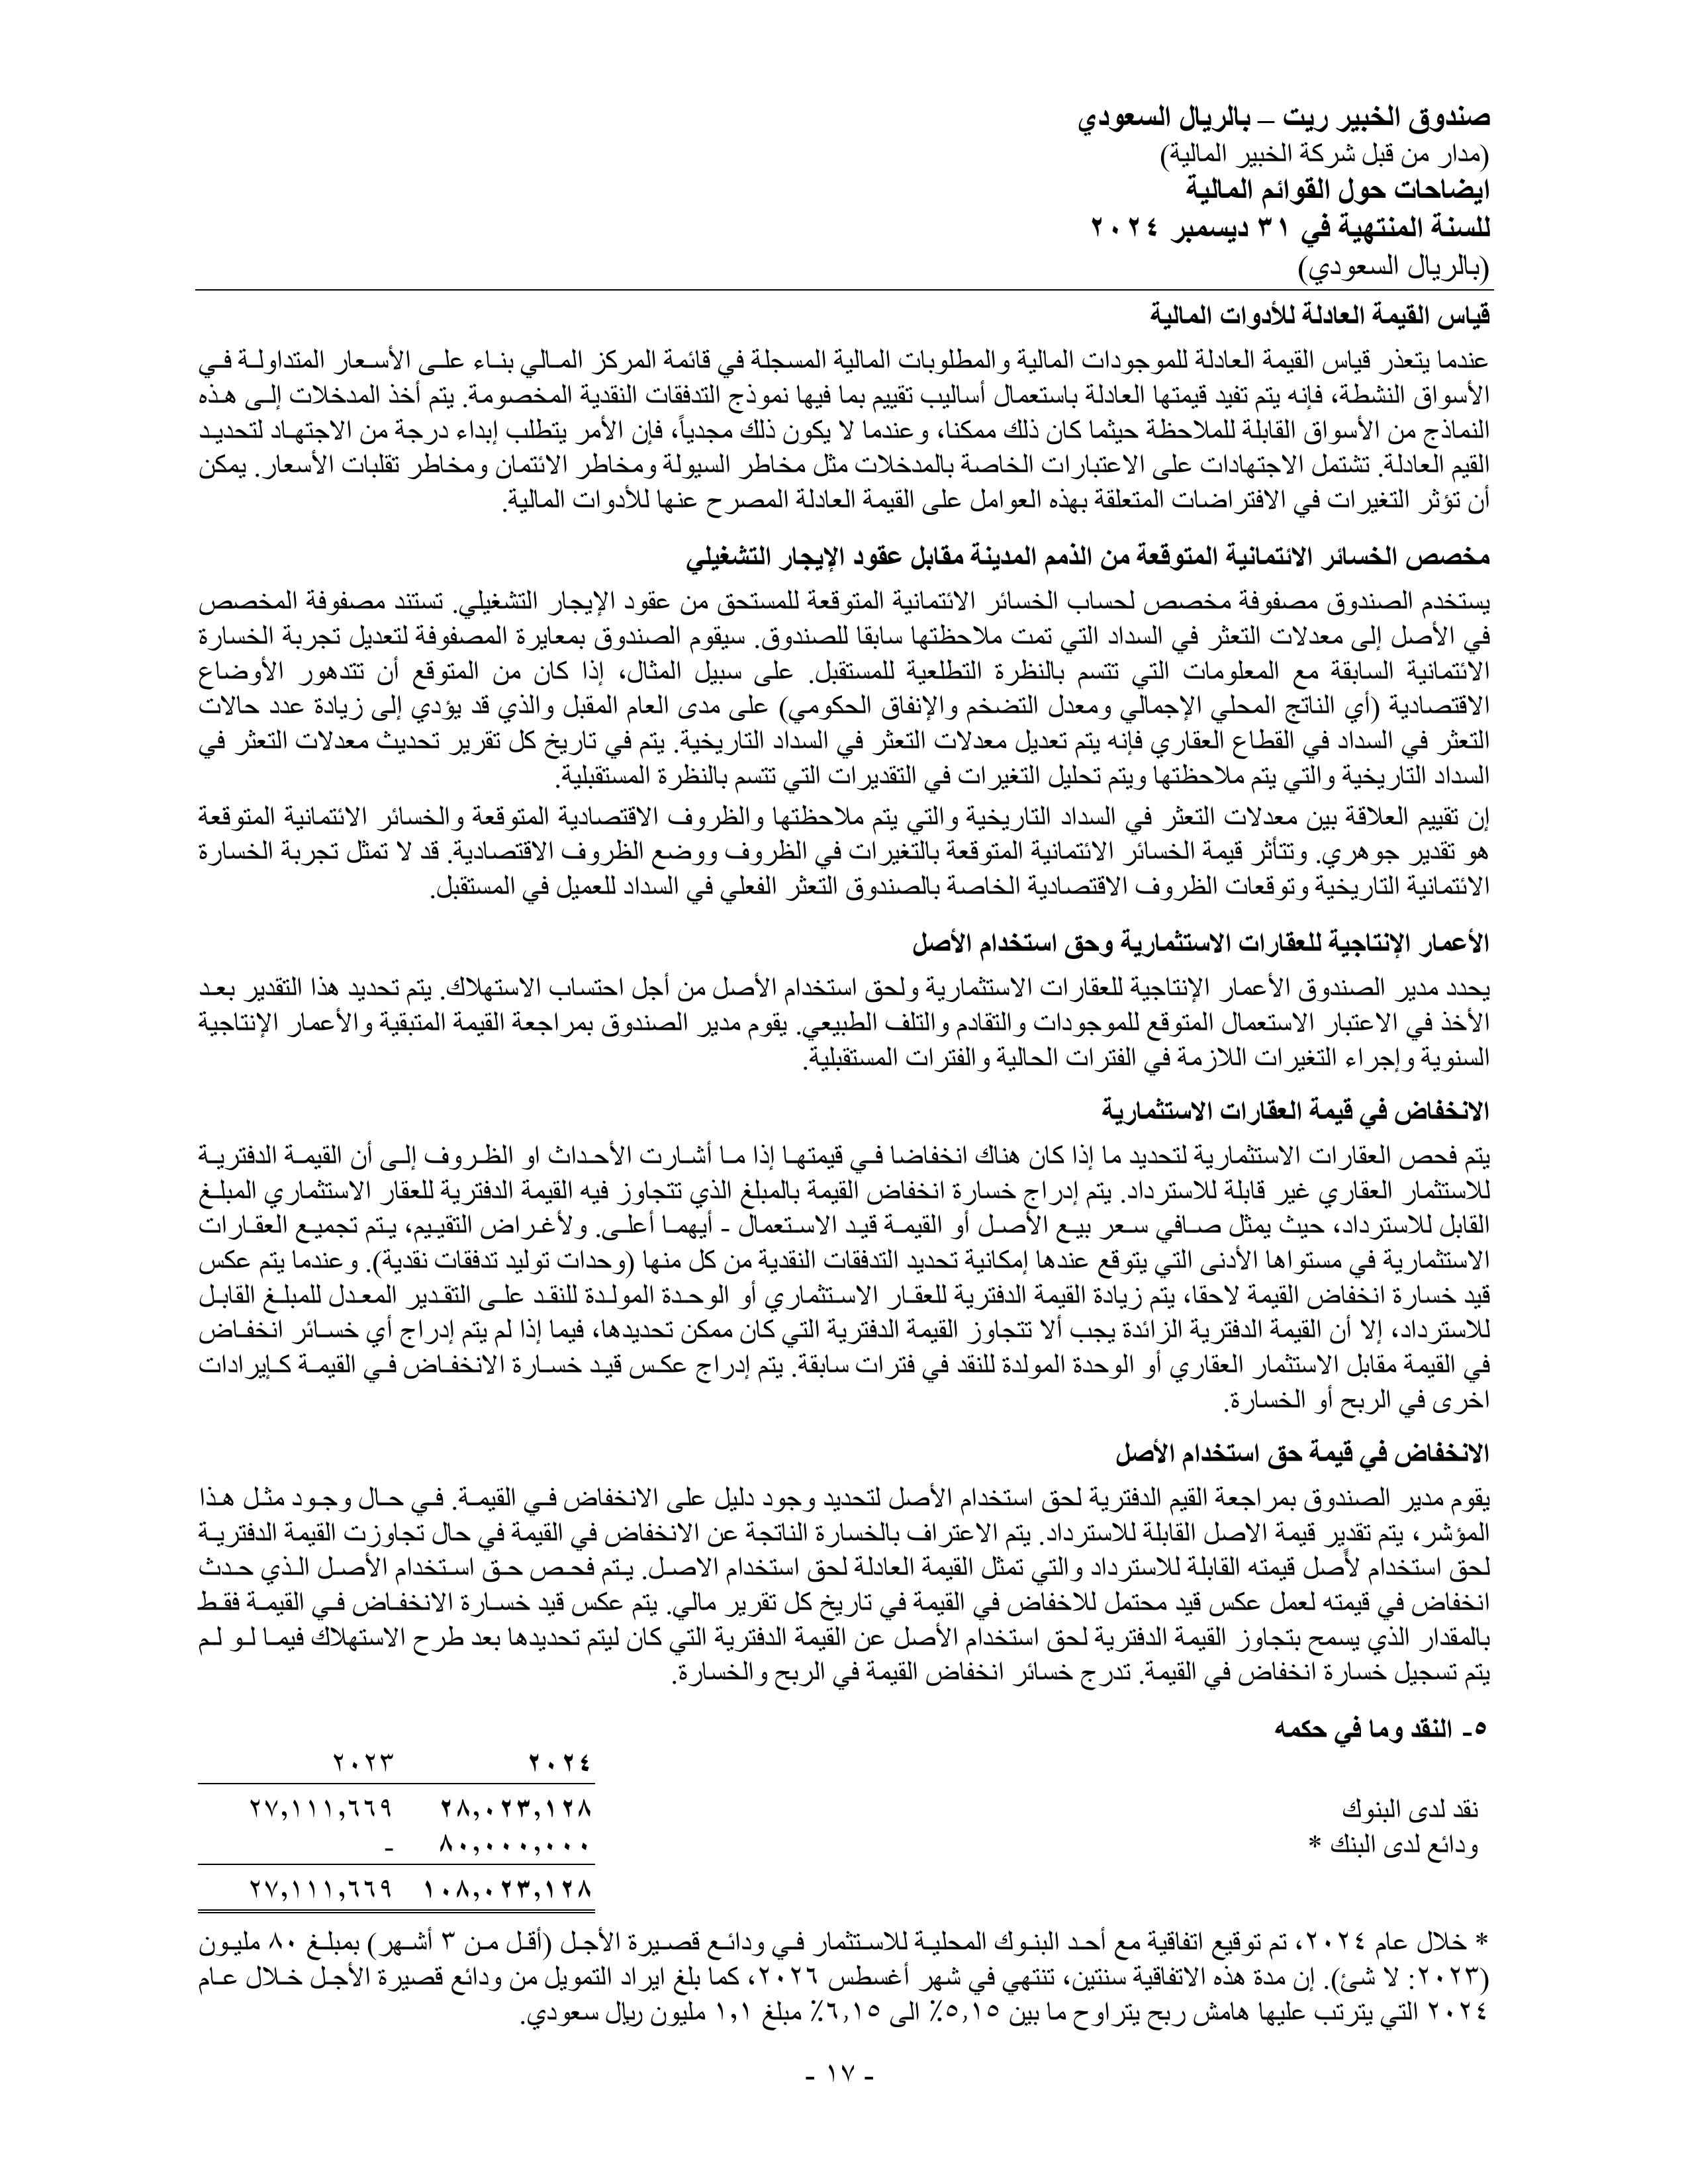 صندوق الخبير ريت – بالريال السعودي
(مدار من قبل شركة الخبير المالية)
ايضاحات حول القوائم المالية
للسنة المنتهية في ٣١ ديسمبر ٢٠٢٤
(بالريال السعودي)
قياس القيمة العادلة للأدوات المالية
عندما يتعذر قياس القيمة العادلة للموجودات المالية والمطلوبات المالية المسجلة في قائمة المركز المالي بناء على الأسعار المتداولة في
الأسواق النشطة، فإنه يتم تفيد قيمتها العادلة باستعمال أساليب تقييم بما فيها نموذج التدفقات النقدية المخصومة. يتم أخذ المدخلات إلى هذه
النماذج من الأسواق القابلة للملاحظة حيثما كان ذلك ممكنا، وعندما لا يكون ذلك مجدياً، فإن الأمر يتطلب إبداء درجة من الاجتهاد لتحديد
القيم العادلة. تشتمل الاجتهادات على الاعتبارات الخاصة بالمدخلات مثل مخاطر السيولة ومخاطر الائتمان ومخاطر تقلبات الأسعار. يمكن
أن تؤثر التغيرات في الافتراضات المتعلقة بهذه العوامل على القيمة العادلة المصرح عنها للأدوات المالية.
مخصص الخسائر الائتمانية المتوقعة من الذمم المدينة مقابل عقود الإيجار التشغيلي
يستخدم الصندوق مصفوفة مخصص لحساب الخسائر الائتمانية المتوقعة للمستحق من عقود الإيجار التشغيلي. تستند مصفوفة المخصص
في الأصل إلى معدلات التعثر في السداد التي تمت ملاحظتها سابقا للصندوق. سيقوم الصندوق بمعايرة المصفوفة لتعديل تجربة الخسارة
الائتمانية السابقة مع المعلومات التي تتسم بالنظرة التطلعية للمستقبل. على سبيل المثال، إذا كان من المتوقع أن تتدهور الأوضاع
الاقتصادية (أي الناتج المحلي الإجمالي ومعدل التضخم والإنفاق الحكومي) على مدى العام المقبل والذي قد يؤدي إلى زيادة عدد حالات
التعثر في السداد في القطاع العقاري فإنه يتم تعديل معدلات التعثر في السداد التاريخية. يتم في تاريخ كل تقرير تحديث معدلات التعثر في
السداد التاريخية والتي يتم ملاحظتها ويتم تحليل التغيرات في التقديرات التي تتسم بالنظرة المستقبلية.
إن تقييم العلاقة بين معدلات التعثر في السداد التاريخية والتي يتم ملاحظتها والظروف الاقتصادية المتوقعة والخسائر الائتمانية المتوقعة
هو تقدير جوهري. وتتأثر قيمة الخسائر الائتمانية المتوقعة بالتغيرات في الظروف ووضع الظروف الاقتصادية. قد لا تمثل تجربة الخسارة
الائتمانية التاريخية وتوقعات الظروف الاقتصادية الخاصة بالصندوق التعثر الفعلي في السداد للعميل في المستقبل.
الأعمار الإنتاجية للعقارات الاستثمارية وحق استخدام الأصل
يحدد مدير الصندوق الأعمار الإنتاجية للعقارات الاستثمارية ولحق استخدام الأصل من أجل احتساب الاستهلاك. يتم تحديد هذا التقدير بعد
الأخذ في الاعتبار الاستعمال المتوقع للموجودات والتقادم والتلف الطبيعي. يقوم مدير الصندوق بمراجعة القيمة المتبقية والأعمار الإنتاجية
السنوية وإجراء التغيرات اللازمة في الفترات الحالية والفترات المستقبلية.
الانخفاض في قيمة العقارات الاستثمارية
يتم فحص العقارات الاستثمارية لتحديد ما إذا كان هناك انخفاضا في قيمتها إذا ما أشارت الأحداث او الظروف إلى أن القيمة الدفترية
للاستثمار العقاري غير قابلة للاسترداد. يتم إدراج خسارة انخفاض القيمة بالمبلغ الذي تتجاوز فيه القيمة الدفترية للعقار الاستثماري المبلغ
القابل للاسترداد، حيث يمثل صافي سعر بيع الأصل أو القيمة قيد الاستعمال - أيهما أعلى. ولأغراض التقييم، يتم تجميع العقارات
الاستثمارية في مستواها الأدنى التي يتوقع عندها إمكانية تحديد التدفقات النقدية من كل منها (وحدات توليد تدفقات نقدية). وعندما يتم عكس
قيد خسارة انخفاض القيمة لاحقا، يتم زيادة القيمة الدفترية للعقار الاستثماري أو الوحدة المولدة للنقد على التقدير المعدل للمبلغ القابل
للاسترداد، إلا أن القيمة الدفترية الزائدة يجب ألا تتجاوز القيمة الدفترية التي كان ممكن تحديدها، فيما إذا لم يتم إدراج أي خسائر انخفاض
في القيمة مقابل الاستثمار العقاري أو الوحدة المولدة للنقد في فترات سابقة. يتم إدراج عكس قيد خسارة الانخفاض في القيمة كإيرادات
اخرى في الربح أو الخسارة.
الانخفاض في قيمة حق استخدام الأصل
يقوم مدير الصندوق بمراجعة القيم الدفترية لحق استخدام الأصل لتحديد وجود دليل على الانخفاض في القيمة. في حال وجود مثل هذا
المؤشر، يتم تقدير قيمة الاصل القابلة للاسترداد. يتم الاعتراف بالخسارة الناتجة عن الانخفاض في القيمة في حال تجاوزت القيمة الدفترية
لحق استخدام لأصل قيمته القابلة للاسترداد والتي تمثل القيمة العادلة لحق استخدام الاصل. يتم فحص حق استخدام الأصل الذي حدث
انخفاض في قيمته لعمل عكس قيد محتمل للاخفاض في القيمة في تاريخ كل تقرير مالي. يتم عكس قيد خسارة الانخفاض في القيمة فقط
بالمقدار الذي يسمح بتجاوز القيمة الدفترية لحق استخدام الأصل عن القيمة الدفترية التي كان ليتم تحديدها بعد طرح الاستهلاك فيما لو لم
يتم تسجيل خسارة انخفاض في القيمة. تدرج خسائر انخفاض القيمة في الربح والخسارة.
٥- النقد وما في حكمه
٢٠٢٤ ٢٠٢٣
نقد لدى البنوك ٢٨,٠٢٣,١٢٨ ٢٧,١١١,٦٦٩
ودائع لدى البنك * ٨٠,٠٠٠,٠٠٠ -
١٠٨,٠٢٣,١٢٨ ٢٧,١١١,٦٦٩
* خلال عام ٢٠٢٤، تم توقيع اتفاقية مع أحد البنوك المحلية للاستثمار في ودائع قصيرة الأجل (أقل من ٣ أشهر) بمبلغ ٨٠ مليون
(٢٠٢٣: لا شئ). إن مدة هذه الاتفاقية سنتين، تنتهي في شهر أغسطس ٢٠٢٦، كما بلغ ايراد التمويل من ودائع قصيرة الأجل خلال عام
٢٠٢٤ التي يترتب عليها هامش ربح يتراوح ما بين ٥,١٥٪ الى ٦,١٥٪ مبلغ ١,١ مليون ريال سعودي.
- ١٧ -